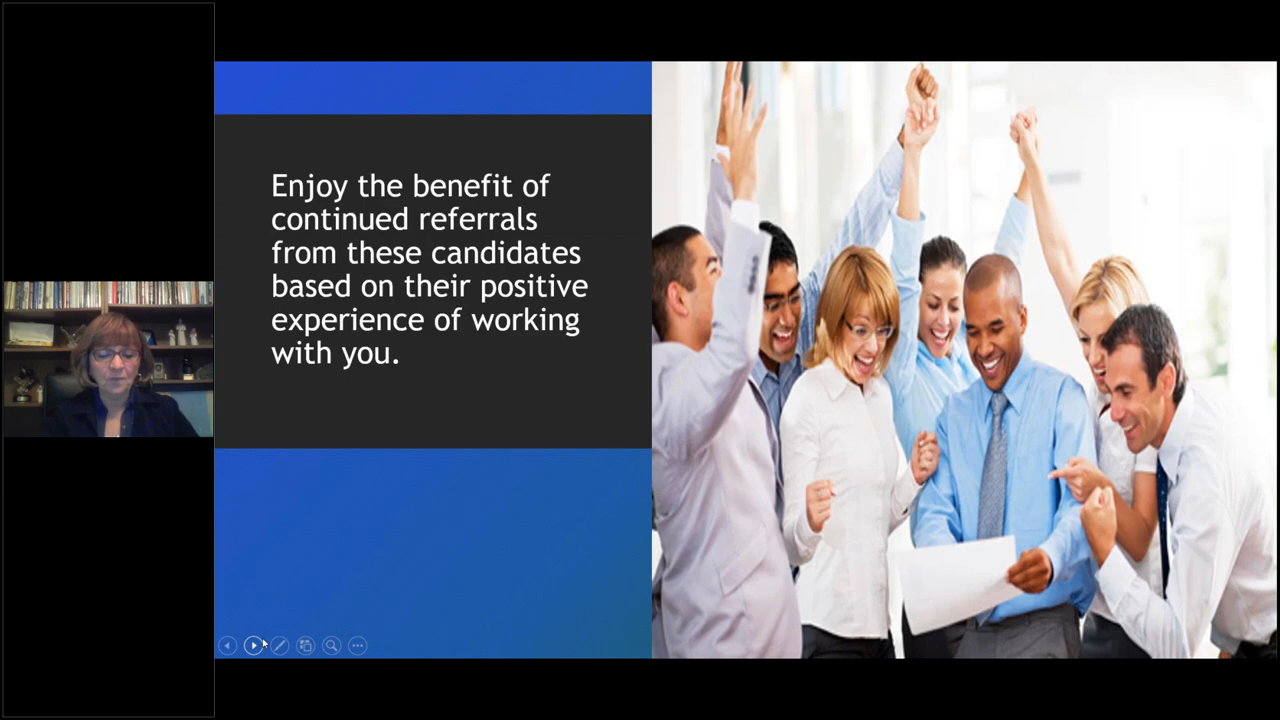 Enjoy the benefit of
continued referrals
from these candidates
based on their positive
experience of working
with you.